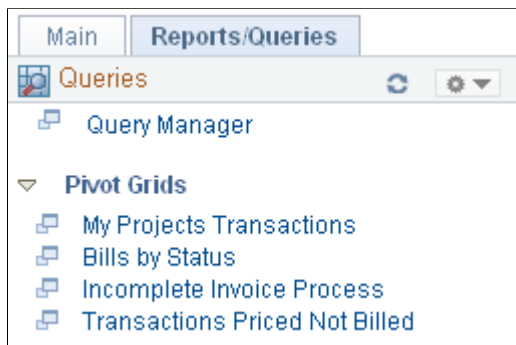 Main Reports/Queries
Queries
Query Manager
Pivot Grids
My Projects Transactions
Bills by Status
Incomplete Invoice Process
Transactions Priced Not Billed